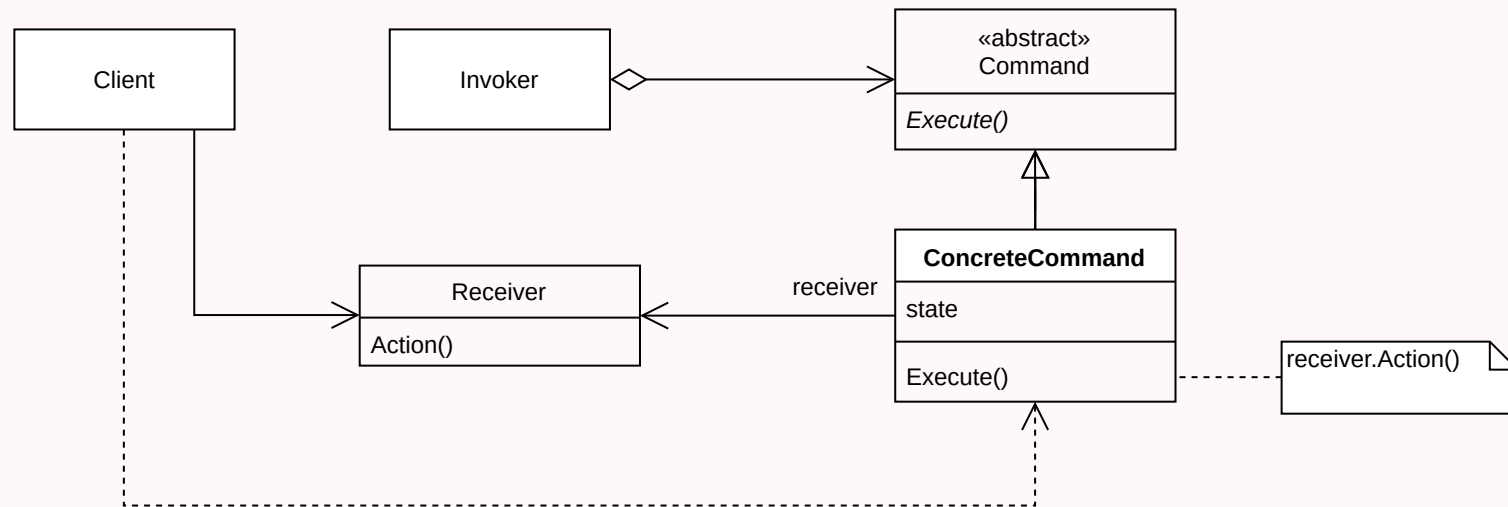 Client
Invoker
«abstract»
Command
Execute()
Receiver
Action()
receiver
ConcreteCommand
state
Execute()
receiver.Action()